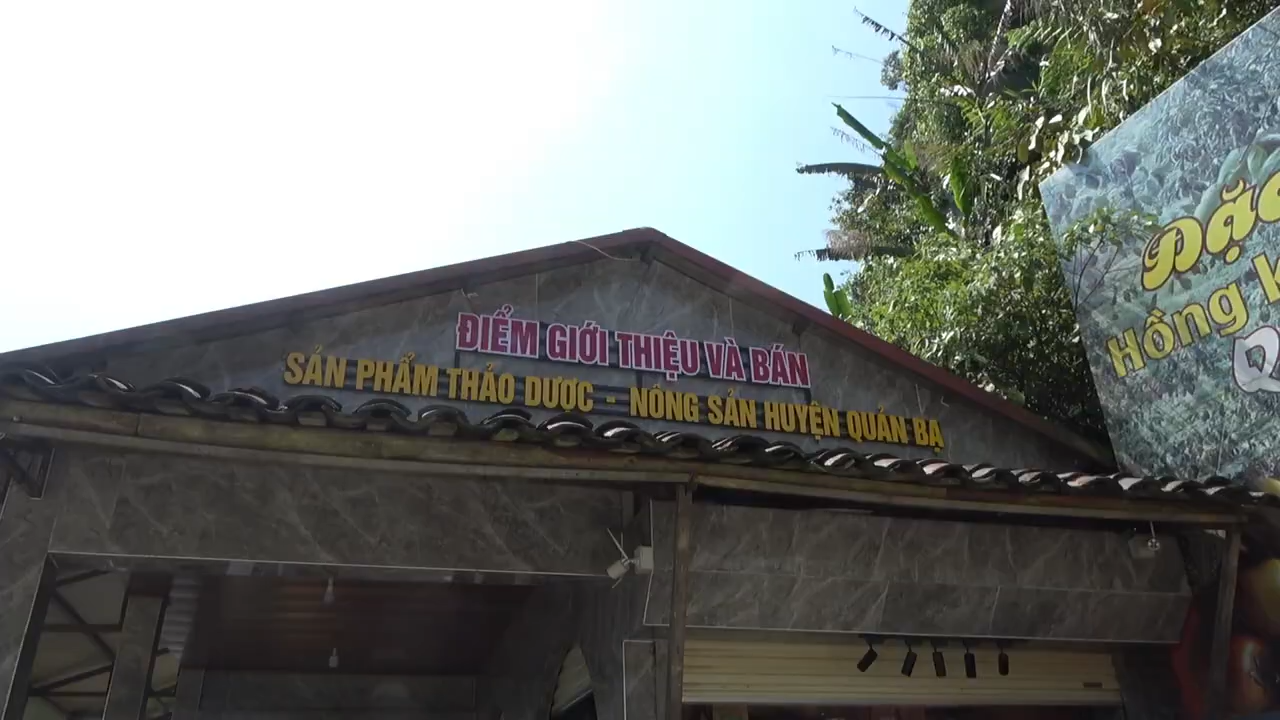 ĐIỂM GIỚI THIỆU VÀ BÁN
SẢN PHẨM THẢO DƯỢC - NÔNG SẢN HUYỆN QUẢN BẠ
Hồng